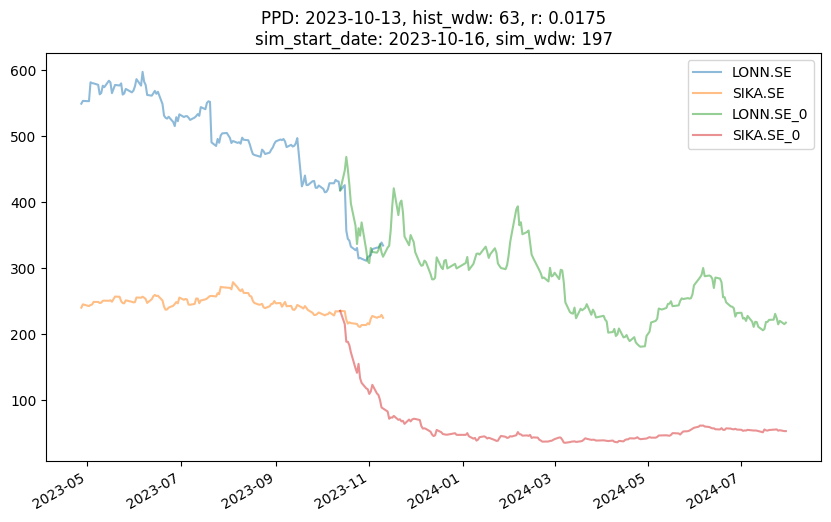 PPD: 2023-10-13, hist_wdw: 63, r: 0.0175
sim_start_date: 2023-10-16, sim_wdw: 197
LONN.SE
SIKA.SE
LONN.SE_0
SIKA.SE_0
600
500
400
300
200
100
2023-05
2023-07
2023-09
2023-11
2024-01
2024-03
2024-05
2024-07